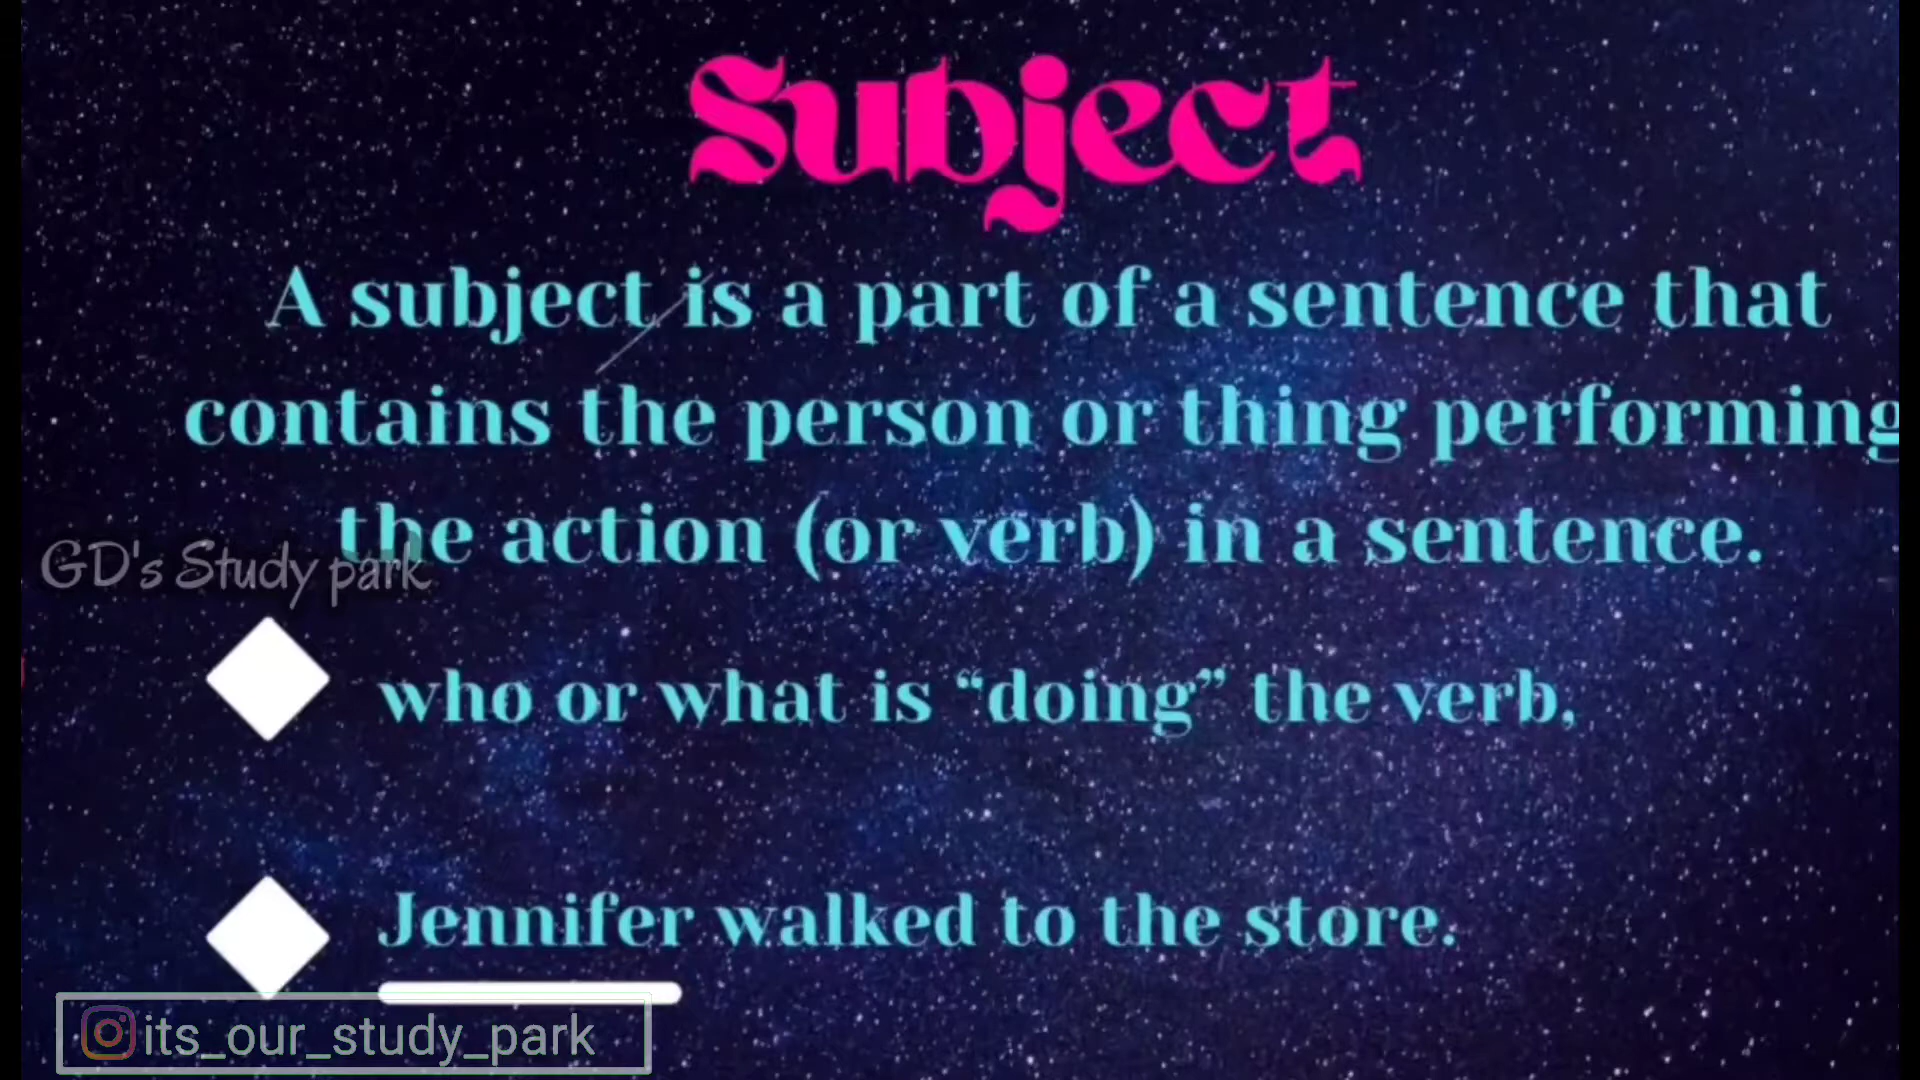 Subject
A subject is a part of a sentence that
contains the person or thing performing
the action (or verb) in a sentence.
GD's Study park
who or what is “doing” the verb,
Jennifer walked to the store.
its_our_study_park